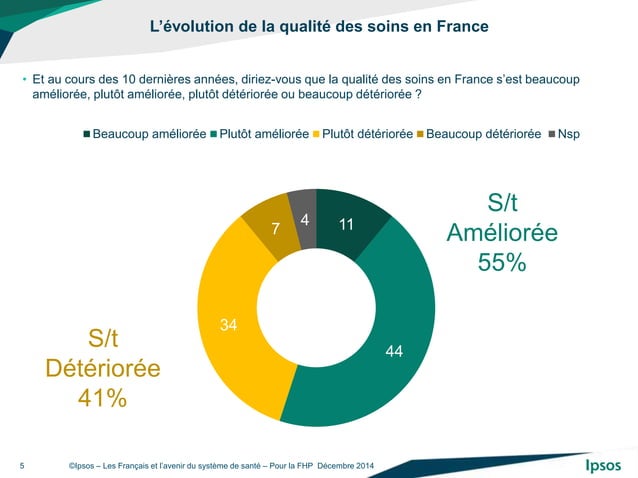 L’évolution de la qualité des soins en France
• Et au cours des 10 dernières années, diriez-vous que la qualité des soins en France s’est beaucoup
améliorée, plutôt améliorée, plutôt détériorée ou beaucoup détériorée ?
Beaucoup améliorée Plutôt améliorée Plutôt détériorée Beaucoup détériorée Nsp
4
11
7
S/t
Améliorée
55%
34
44
S/t
Détériorée
41%
5 ©Ipsos – Les Français et l’avenir du système de santé – Pour la FHP Décembre 2014
Ipsos